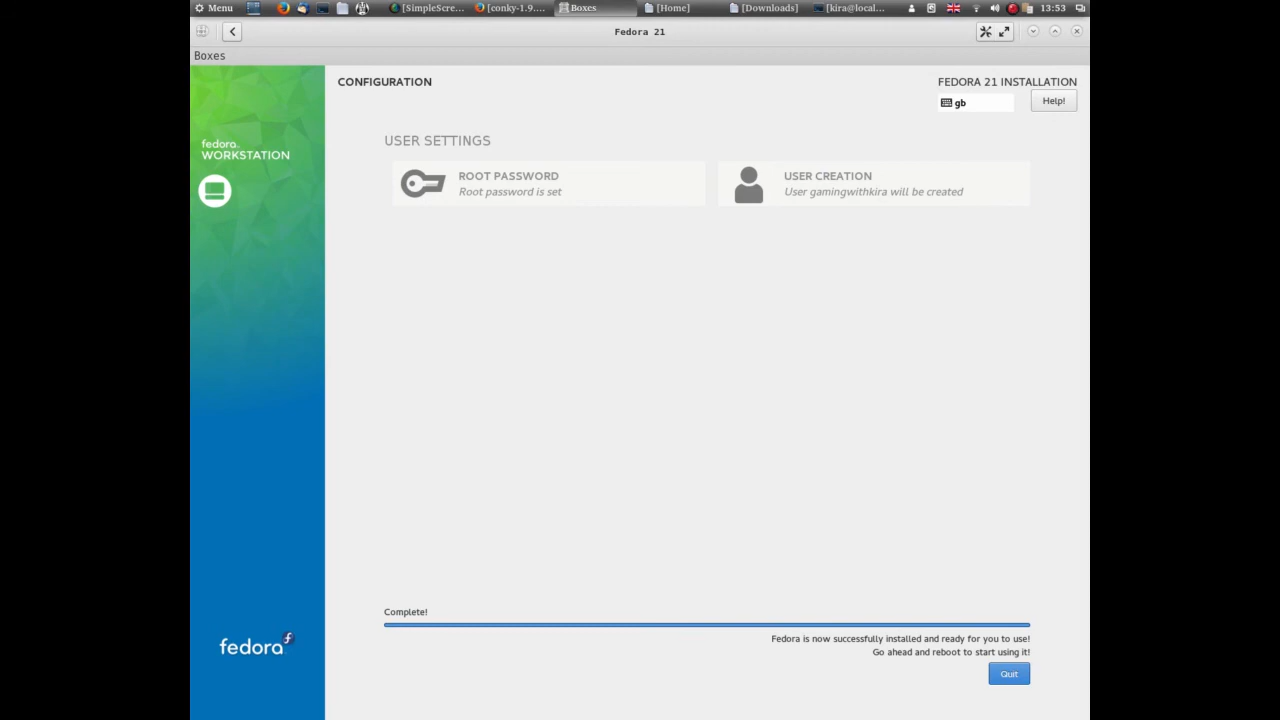 Menu [SimpleScre... [conky-1.9.... Boxes [Home] [Downloads] [kira@local... 13:53
Fedora 21
Boxes
CONFIGURATION
FEDORA 21 INSTALLATION
gb
Help!
fedora
WORKSTATION
USER SETTINGS
ROOT PASSWORD
Root password is set
USER CREATION
User gamingwithkira will be created
Complete!
Fedora is now successfully installed and ready for you to use!
Go ahead and reboot to start using it!
fedora
Quit